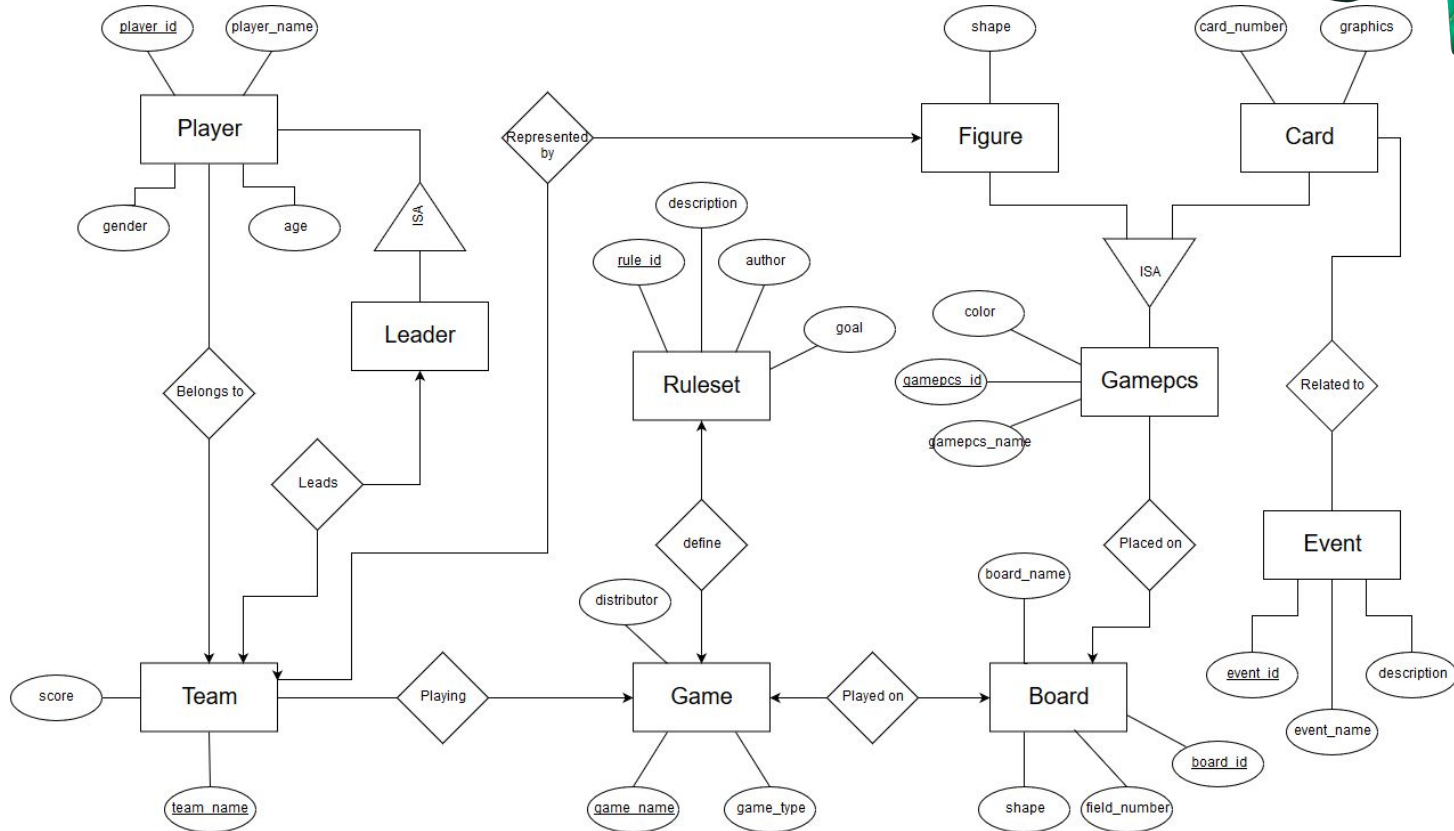 player_id
player_name
shape
card_number
graphics
Player
Represented
by
Figure
Card
gender
age
ISA
description
rule_id
author
ISA
Leader
color
goal
Ruleset
gamepcs_id
Gamepcs
Related to
Belongs to
gamepcs_name
Leads
define
Placed on
Event
board_name
distributor
event_id
description
score
Team
Playing
Game
Played on
Board
event_name
board_id
team_name
game_name
game_type
shape
field_number